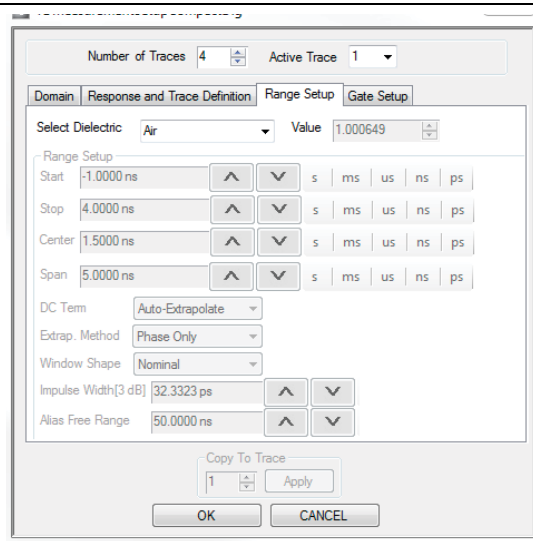 Number of Traces 4 Active Trace 1
Domain Response and Trace Definition Range Setup Gate Setup
Select Dielectric Air Value 1.000649
Range Setup
Start -1.0000 ns s ms us ns ps
Stop 4.0000 ns s ms us ns ps
Center 1.5000 ns s ms us ns ps
Span 5.0000 ns s ms us ns ps
DC Term Auto-Extrapolate
Extrap. Method Phase Only
Window Shape Nominal
Impulse Width[3 dB] 32.3323 ps
Alias Free Range 50.0000 ns
Copy To Trace
1 Apply
OK CANCEL